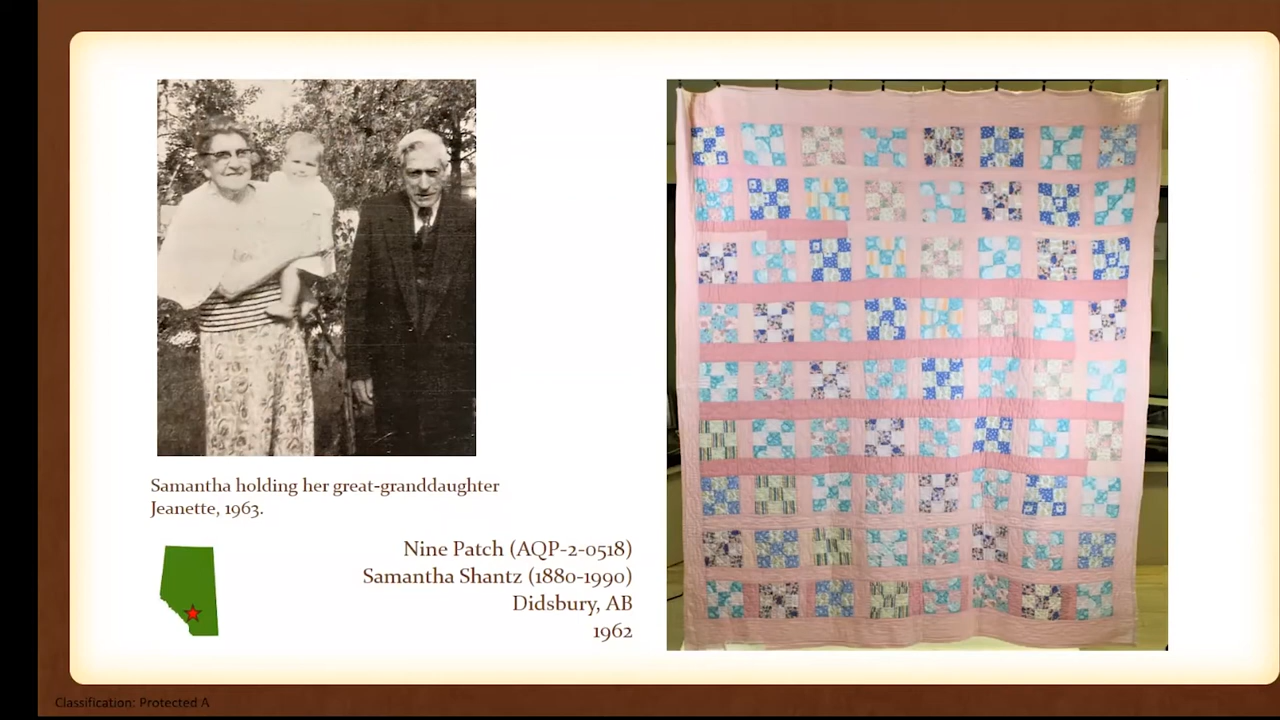 Samantha holding her great-granddaughter
Jeanette, 1963.
Nine Patch (AQP-2-0518)
Samantha Shantz (1880-1990)
Didsbury, AB
1962
Classification: Protected A